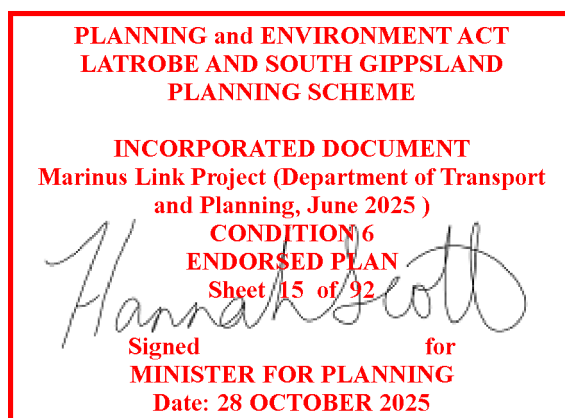 PLANNING and ENVIRONMENT ACT
LATROBE AND SOUTH GIPPSLAND
PLANNING SCHEME
INCORPORATED DOCUMENT
Marinus Link Project (Department of Transport
and Planning, June 2025 )
CONDITION 6
ENDORSED PLAN
Sheet 15 of 92
Hannah Scott
Signed for
MINISTER FOR PLANNING
Date: 28 OCTOBER 2025